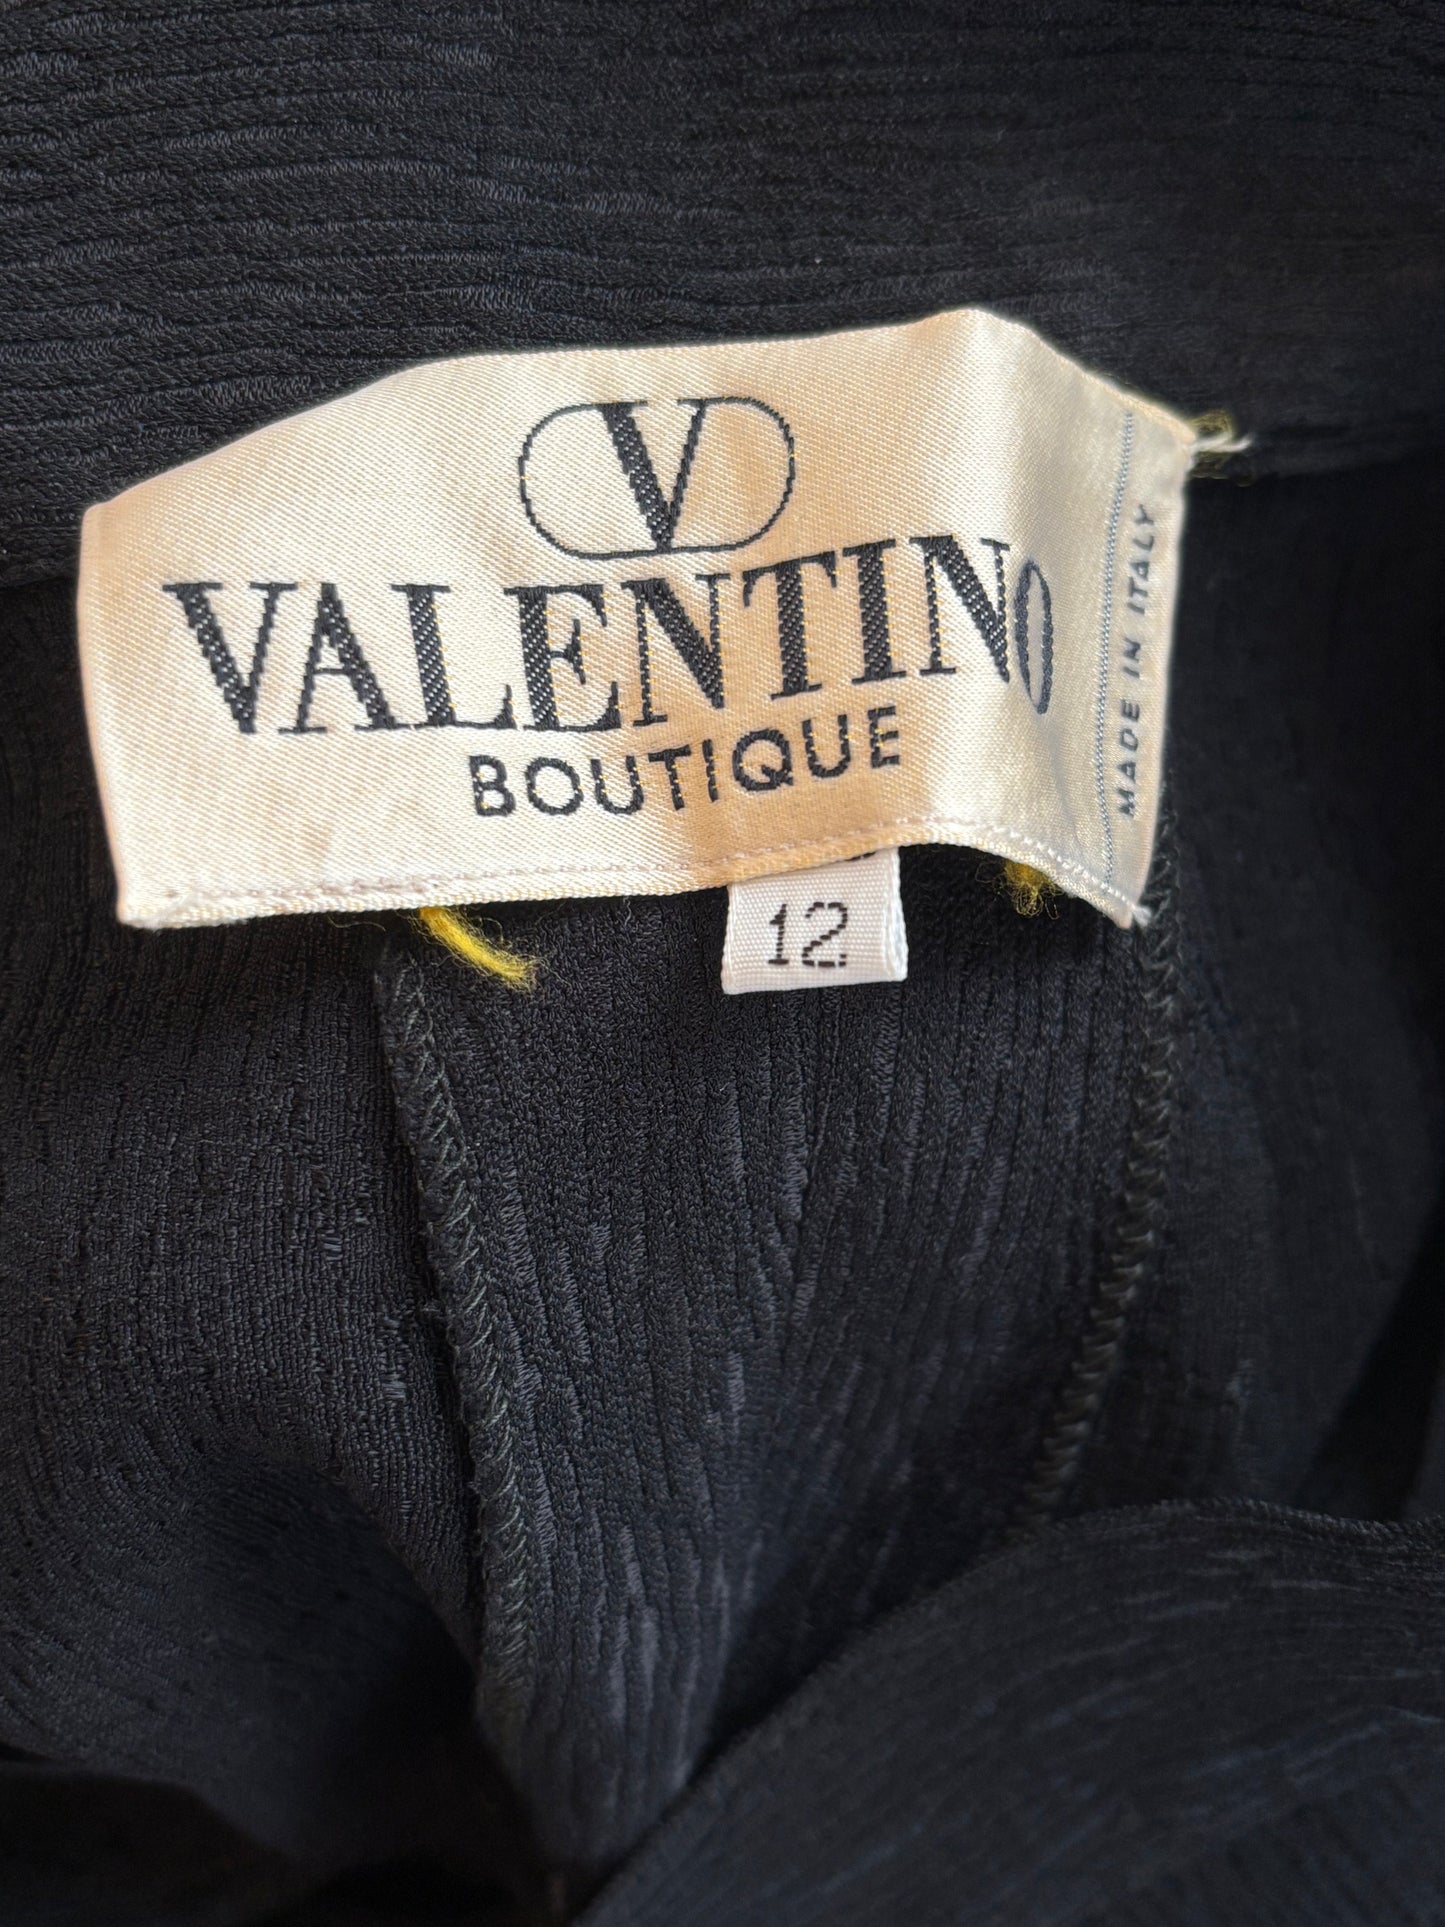 V
VALENTINO
BOUTIQUE
MADE IN ITALY
12